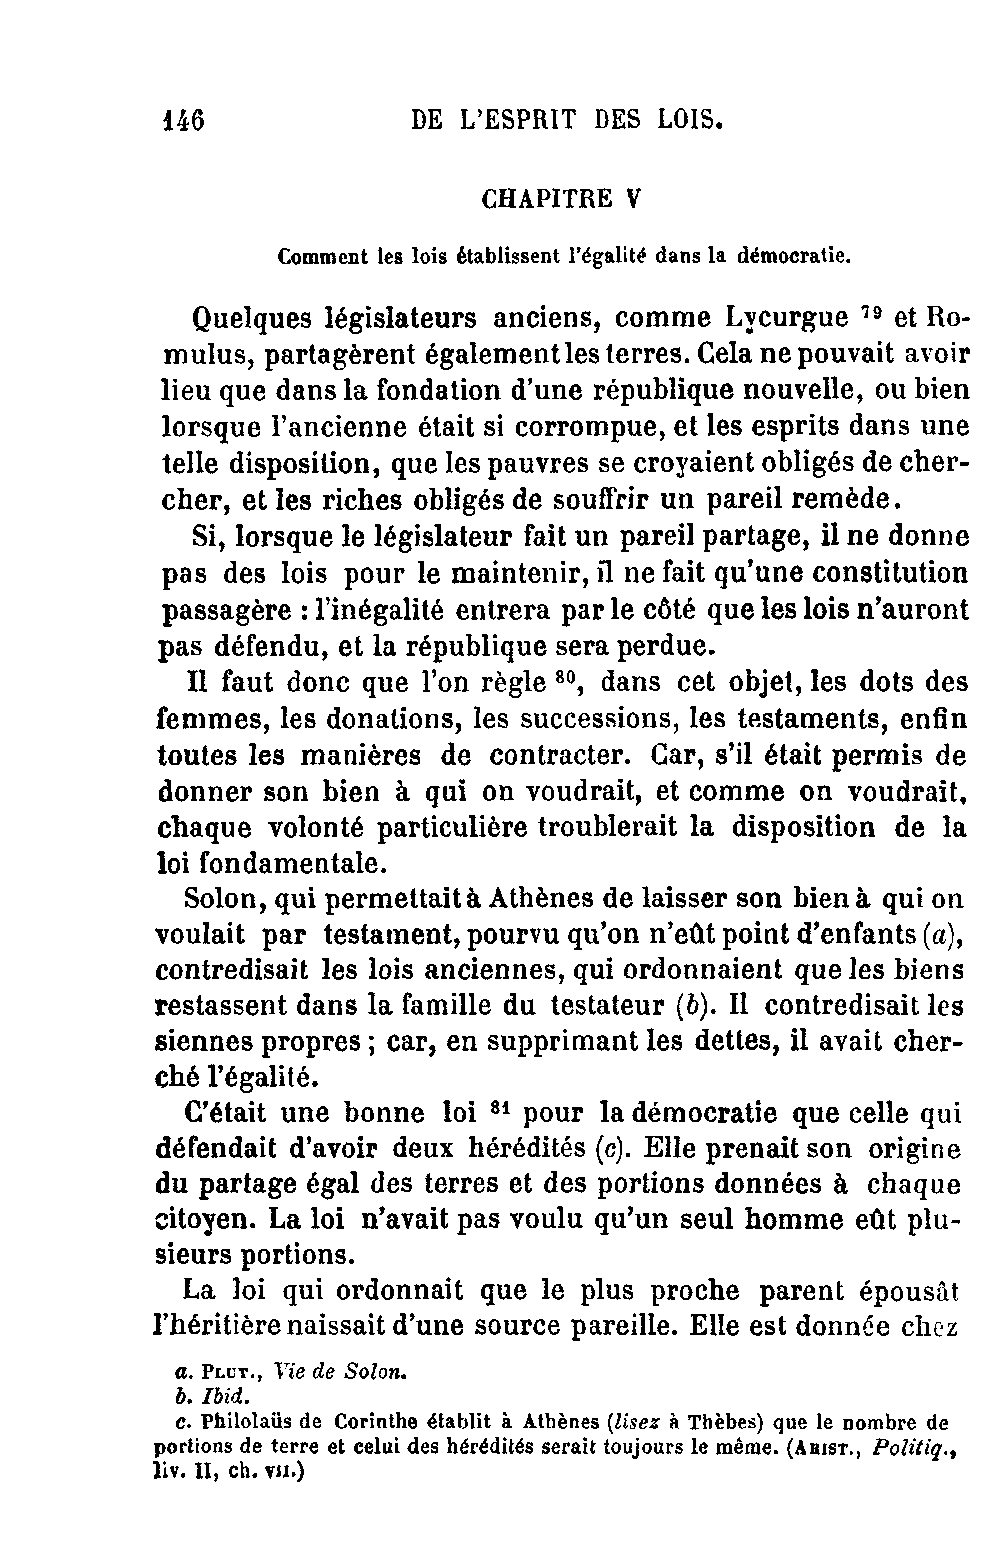 146 DE L'ESPRIT DES LOIS.
CHAPITRE V
Comment les lois établissent l'égalité dans la démocratie.
Quelques législateurs anciens, comme Lycurgue 79 et Ro-
mulus, partagèrent également les terres. Cela ne pouvait avoir
lieu que dans la fondation d'une république nouvelle, ou bien
lorsque l'ancienne était si corrompue, et les esprits dans une
telle disposition, que les pauvres se croyaient obligés de cher-
cher, et les riches obligés de souffrir un pareil remède.
Si, lorsque le législateur fait un pareil partage, il ne donne
pas des lois pour le maintenir, il ne fait qu'une constitution
passagère : l'inégalité entrera par le côté que les lois n'auront
pas défendu, et la république sera perdue.
Il faut donc que l'on règle 80, dans cet objet, les dots des
femmes, les donations, les successions, les testaments, enfin
toutes les manières de contracter. Car, s'il était permis de
donner son bien à qui on voudrait, et comme on voudrait,
chaque volonté particulière troublerait la disposition de la
loi fondamentale.
Solon, qui permettait à Athènes de laisser son bien à qui on
voulait par testament, pourvu qu'on n'eût point d'enfants (a),
contredisait les lois anciennes, qui ordonnaient que les biens
restassent dans la famille du testateur (b). Il contredisait les
siennes propres ; car, en supprimant les dettes, il avait cher-
ché l'égalité.
C'était une bonne loi 81 pour la démocratie que celle qui
défendait d'avoir deux hérédités (c). Elle prenait son origine
du partage égal des terres et des portions données à chaque
citoyen. La loi n'avait pas voulu qu'un seul homme eût plu-
sieurs portions.
La loi qui ordonnait que le plus proche parent épousât
l'héritière naissait d'une source pareille. Elle est donnée chez
a. PLUT., Vie de Solon.
b. Ibid.
c. Philolaüs de Corinthe établit à Athènes (lisez à Thèbes) que le nombre de
portions de terre et celui des hérédités serait toujours le même. (ARIST., Politiq.,
liv. II, ch. VII.)